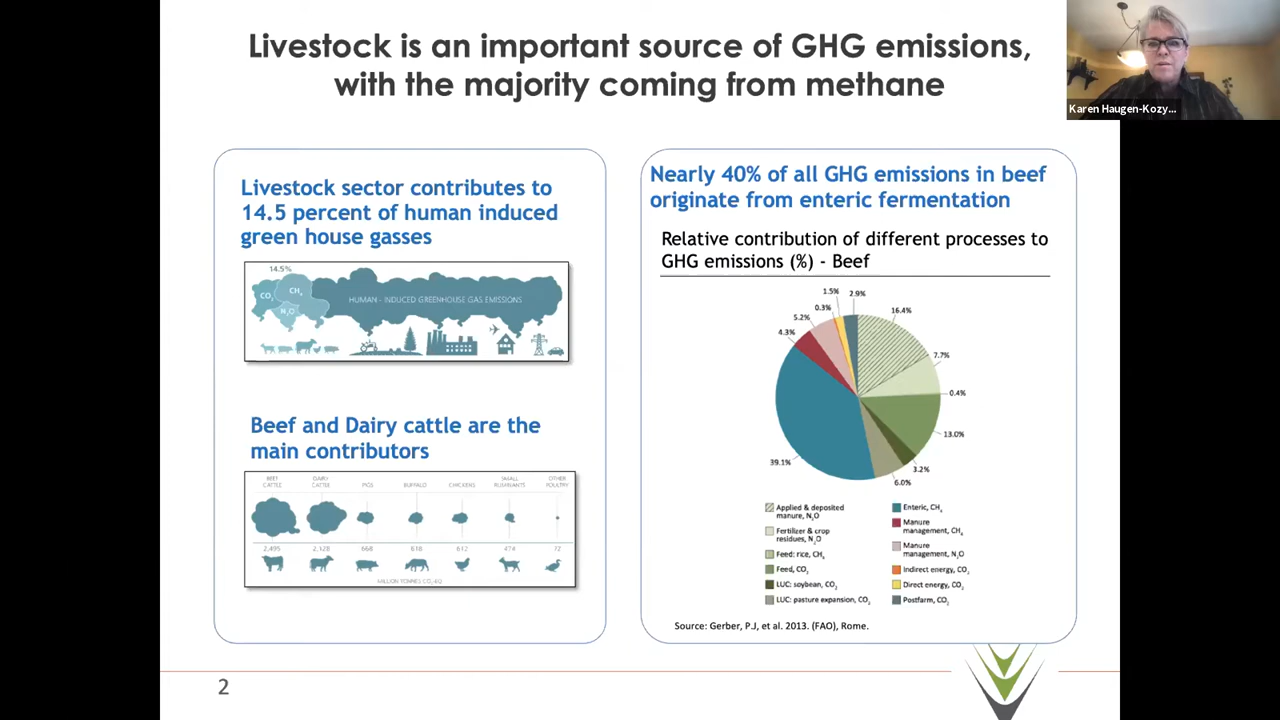 Livestock is an important source of GHG emissions,
with the majority coming from methane
Karen Haugen-Kozy...
Livestock sector contributes to
14.5 percent of human induced
green house gasses
14.5%
CO₂
CH₄
N₂O
HUMAN - INDUCED GREENHOUSE GAS EMISSIONS
Beef and Dairy cattle are the
main contributors
BEEF
CATTLE
DAIRY
CATTLE
PIGS
BUFFALO
CHICKENS
SMALL
RUMINANTS
OTHER
POULTRY
2,495
2,128
668
618
612
474
72
MILLION TONNES CO₂-EQ
Nearly 40% of all GHG emissions in beef
originate from enteric fermentation
Relative contribution of different processes to
GHG emissions (%) - Beef
1.5%
2.9%
0.3%
16.4%
5.2%
4.3%
7.7%
0.4%
13.0%
39.1%
3.2%
6.0%
Applied & deposited
manure, N₂O
Fertilizer & crop
residues, N₂O
Feed: rice, CH₄
Feed, CO₂
LUC: soybean, CO₂
LUC: pasture expansion, CO₂
Enteric, CH₄
Manure
management, CH₄
Manure
management, N₂O
Indirect energy, CO₂
Direct energy, CO₂
Postfarm, CO₂
Source: Gerber, P.J, et al. 2013. (FAO), Rome.
2